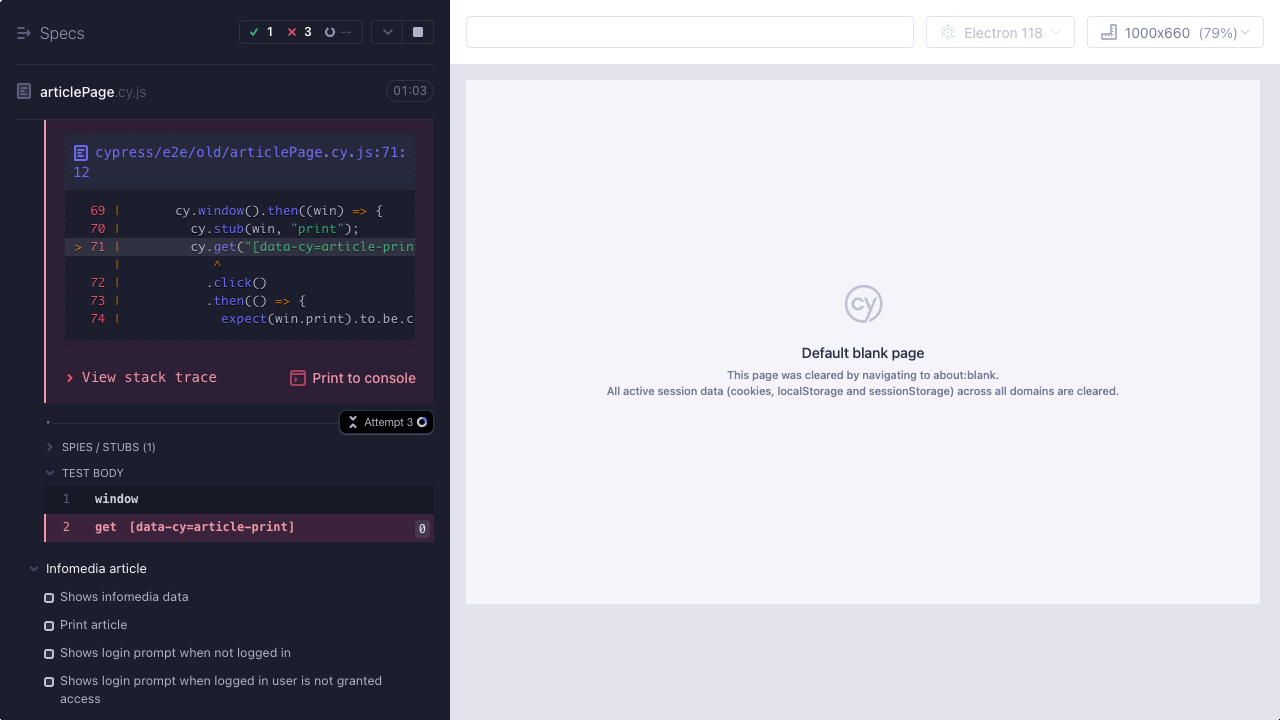 Specs
1 3 --
articlePage.cy.js 01:03
cypress/e2e/old/articlePage.cy.js:71:
12
69 | cy.window().then((win) => {
70 | cy.stub(win, "print");
> 71 | cy.get("[data-cy=article-prin
| ^
72 | .click()
73 | .then(() => {
74 | expect(win.print).to.be.c
View stack trace
Print to console
Attempt 3
SPIES / STUBS (1)
TEST BODY
1 window
2 get [data-cy=article-print] 0
Infomedia article
Shows infomedia data
Print article
Shows login prompt when not logged in
Shows login prompt when logged in user is not granted
access
Electron 118
1000x660 (79%)
cy
Default blank page
This page was cleared by navigating to about:blank.
All active session data (cookies, localStorage and sessionStorage) across all domains are cleared.